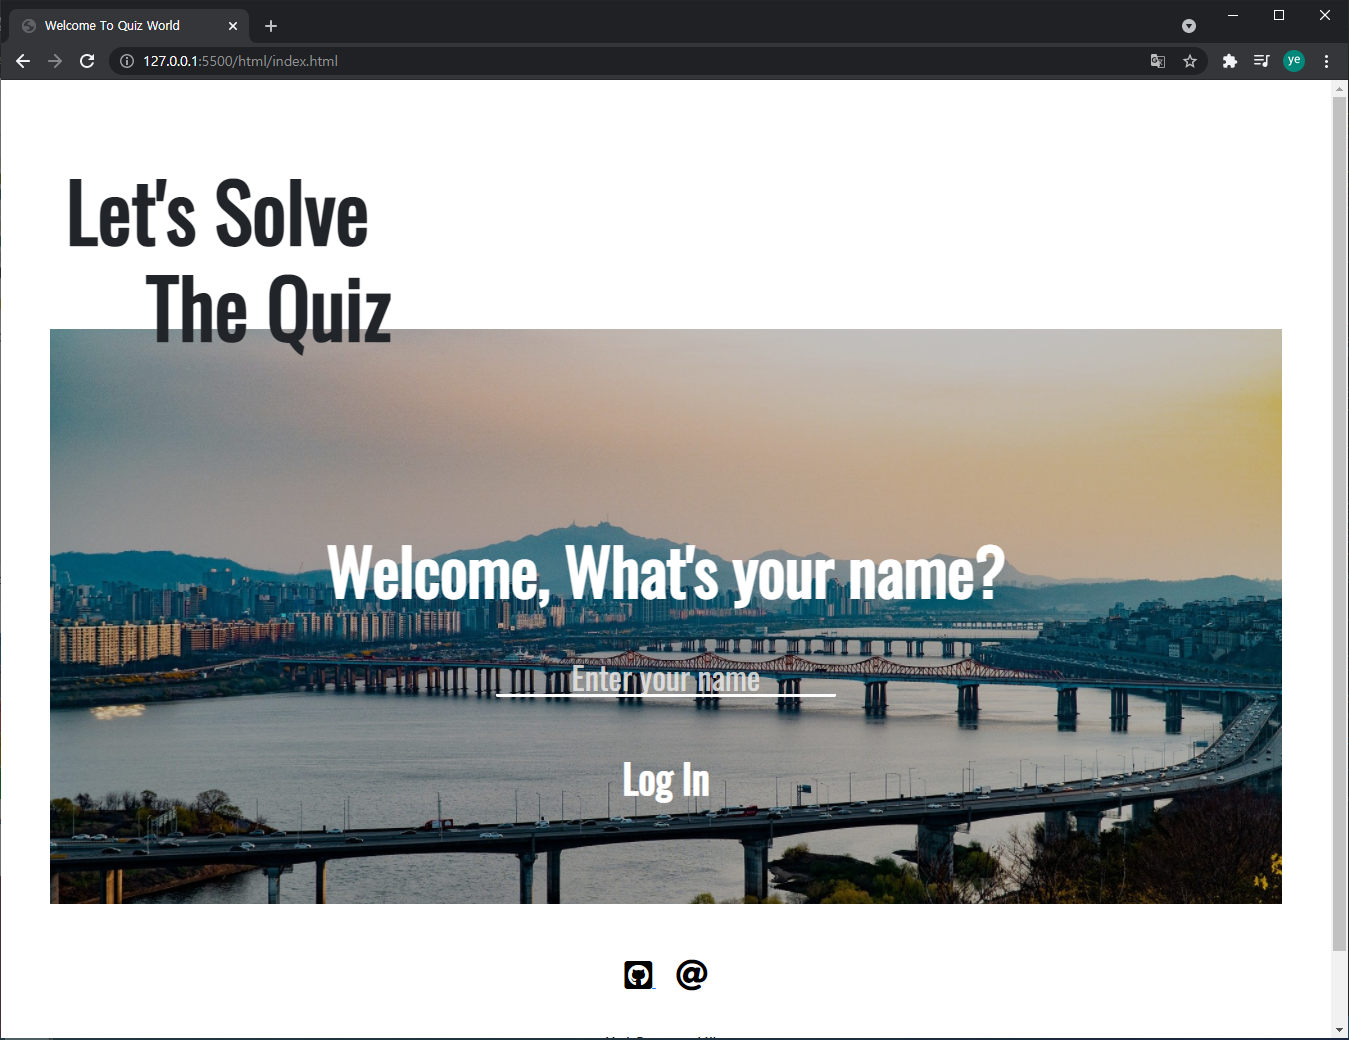 Welcome To Quiz World
127.0.0.1:5500/html/index.html
ye
Let's Solve
The Quiz
Welcome, What's your name?
Enter your name
Log In